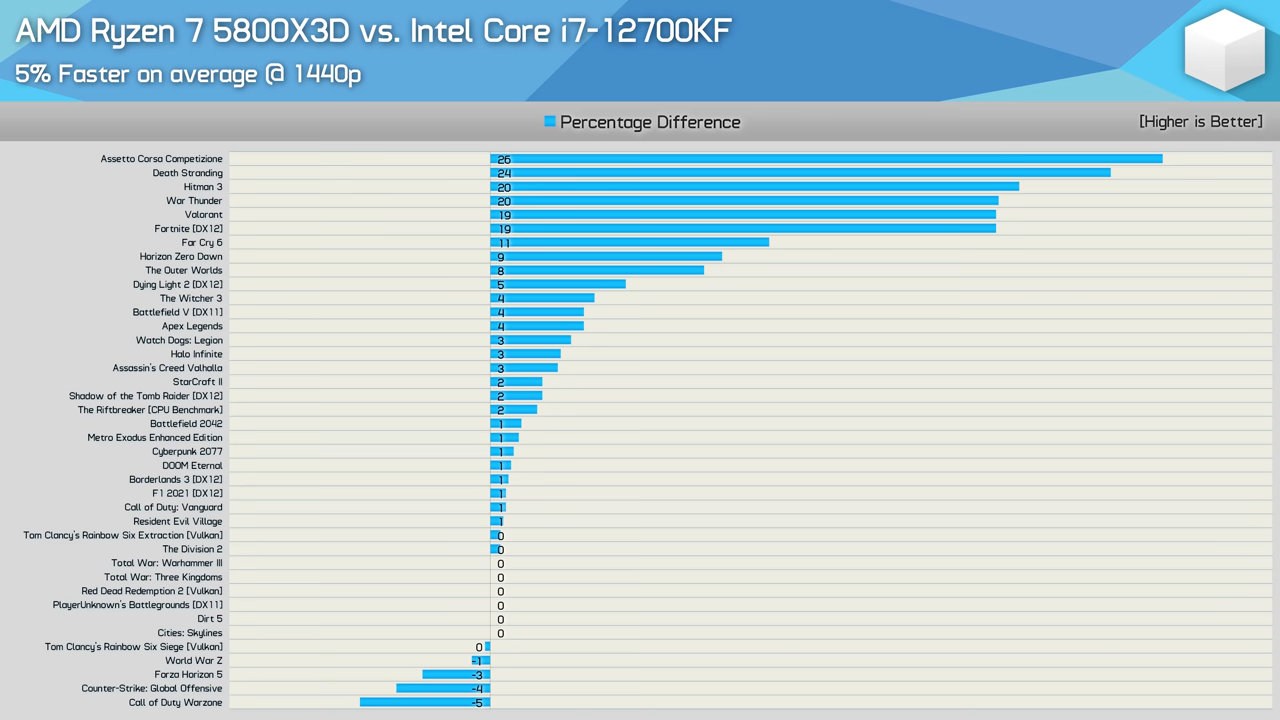 AMD Ryzen 7 5800X3D vs. Intel Core i7-12700KF
5% Faster on average @ 1440p
Percentage Difference [Higher is Better]
Assetto Corsa Competizione 26
Death Stranding 24
Hitman 3 20
War Thunder 20
Valorant 19
Fortnite [DX12] 19
Far Cry 6 11
Horizon Zero Dawn 9
The Outer Worlds 8
Dying Light 2 [DX12] 5
The Witcher 3 4
Battlefield V [DX11] 4
Apex Legends 4
Watch Dogs: Legion 3
Halo Infinite 3
Assassin's Creed Valhalla 3
StarCraft II 2
Shadow of the Tomb Raider [DX12] 2
The Riftbreaker [CPU Benchmark] 2
Battlefield 2042 1
Metro Exodus Enhanced Edition 1
Cyberpunk 2077 1
DOOM Eternal 1
Borderlands 3 [DX12] 1
F1 2021 [DX12] 1
Call of Duty: Vanguard 1
Resident Evil Village 1
Tom Clancy's Rainbow Six Extraction [Vulkan] 0
The Division 2 0
Total War: Warhammer III 0
Total War: Three Kingdoms 0
Red Dead Redemption 2 [Vulkan] 0
PlayerUnknown's Battlegrounds [DX11] 0
Dirt 5 0
Cities: Skylines 0
Tom Clancy's Rainbow Six Siege [Vulkan] 0
World War Z -1
Forza Horizon 5 -3
Counter-Strike: Global Offensive -4
Call of Duty Warzone -5